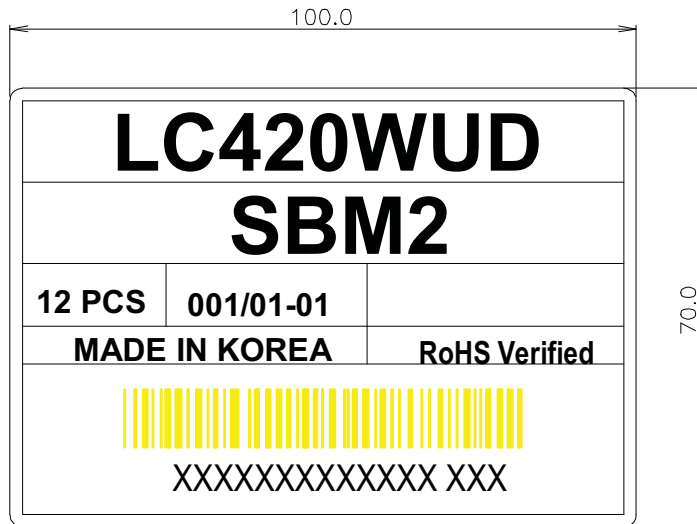 100.0
LC420WUD
SBM2
12 PCS 001/01-01
MADE IN KOREA RoHS Verified
70.0
XXXXXXXXXXXXX XXX